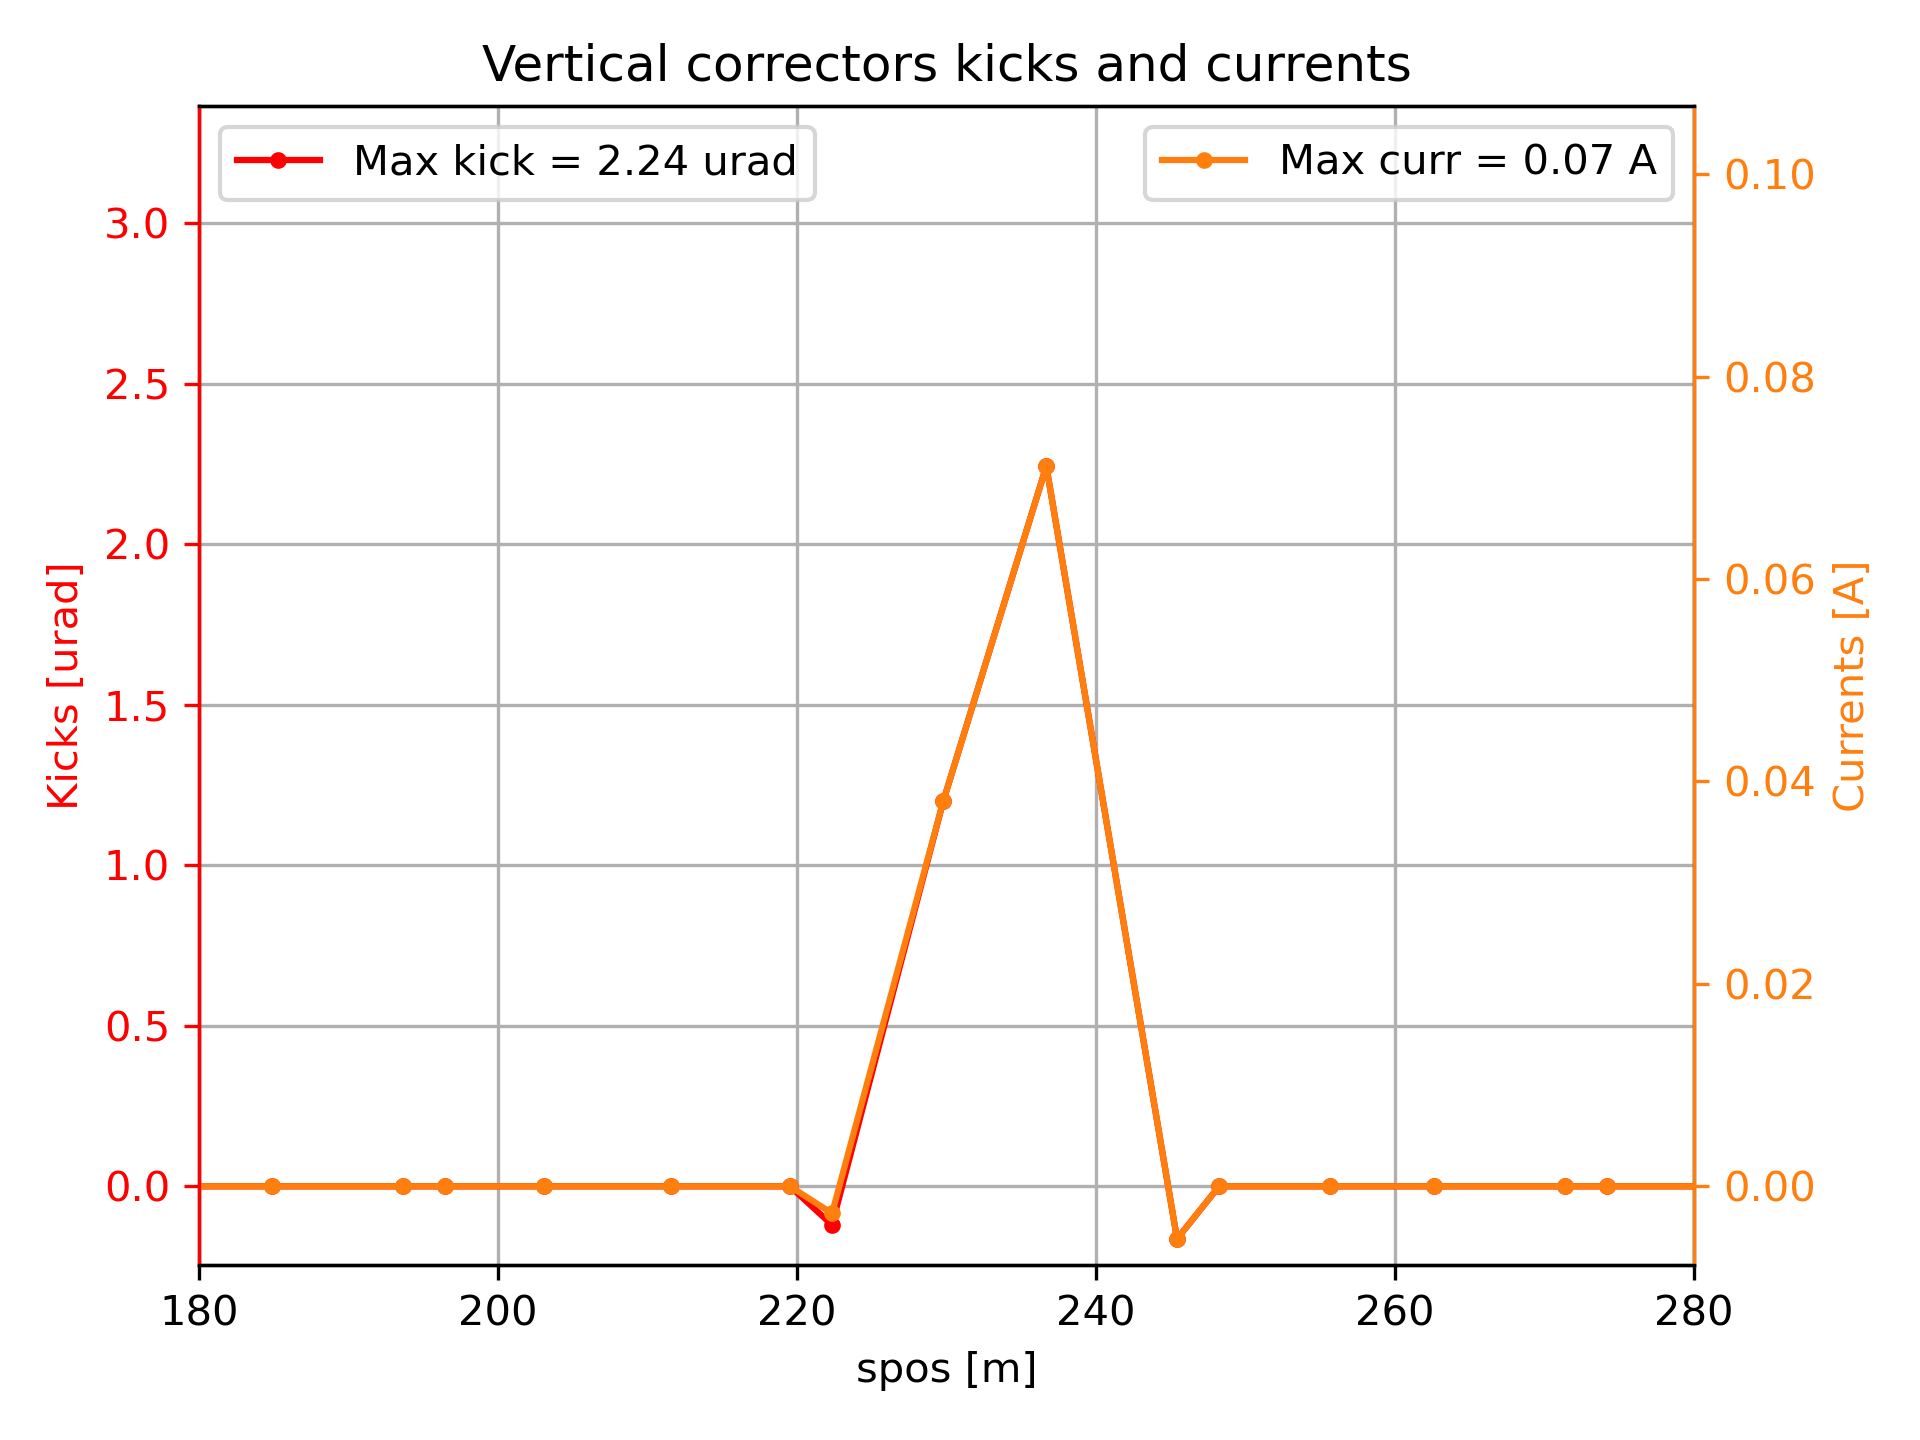 Vertical correctors kicks and currents
Max kick = 2.24 urad
Max curr = 0.07 A
Kicks [urad]
3.0
2.5
2.0
1.5
1.0
0.5
0.0
0.10
0.08
0.06
0.04
0.02
0.00
Currents [A]
180 200 220 240 260 280
spos [m]